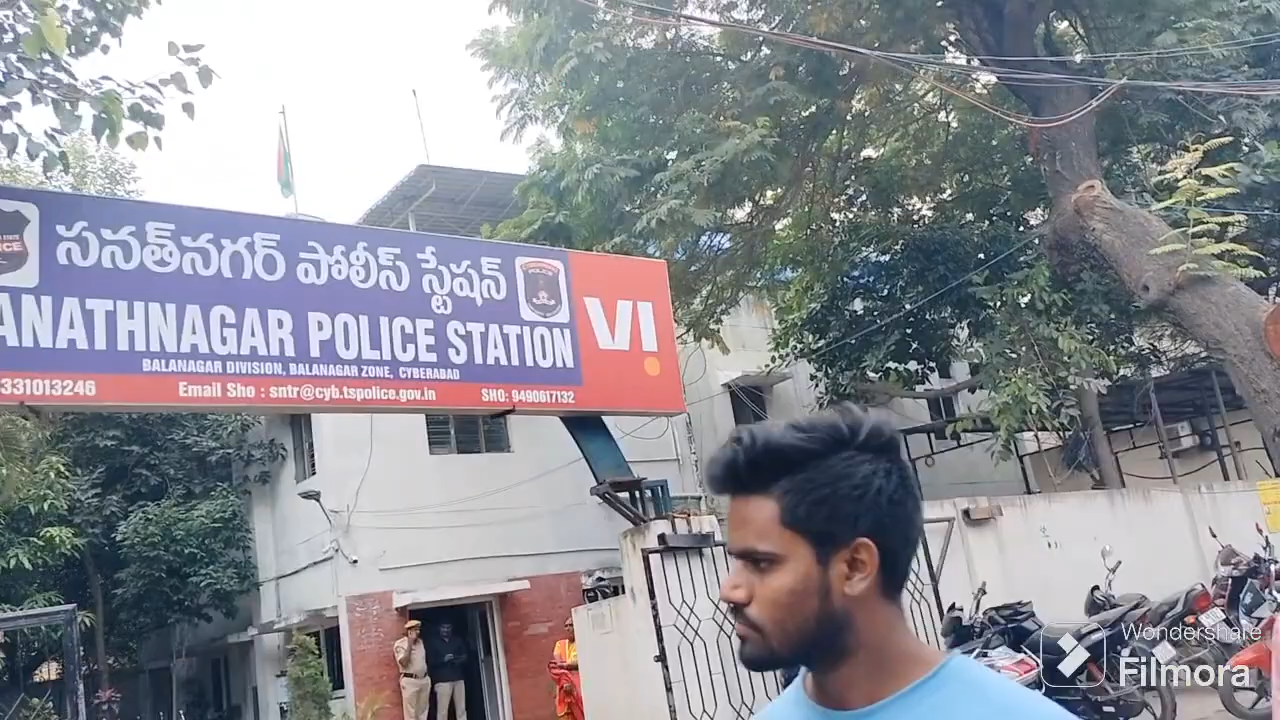 సనత్‌నగర్ పోలీస్ స్టేషన్
ANATHNAGAR POLICE STATION
BALANAGAR DIVISION, BALANAGAR ZONE, CYBERABAD
331013246 Email Sho : sntr@cyb.tspolice.gov.in SHO: 9490617132
VI
Wondershare
Filmora